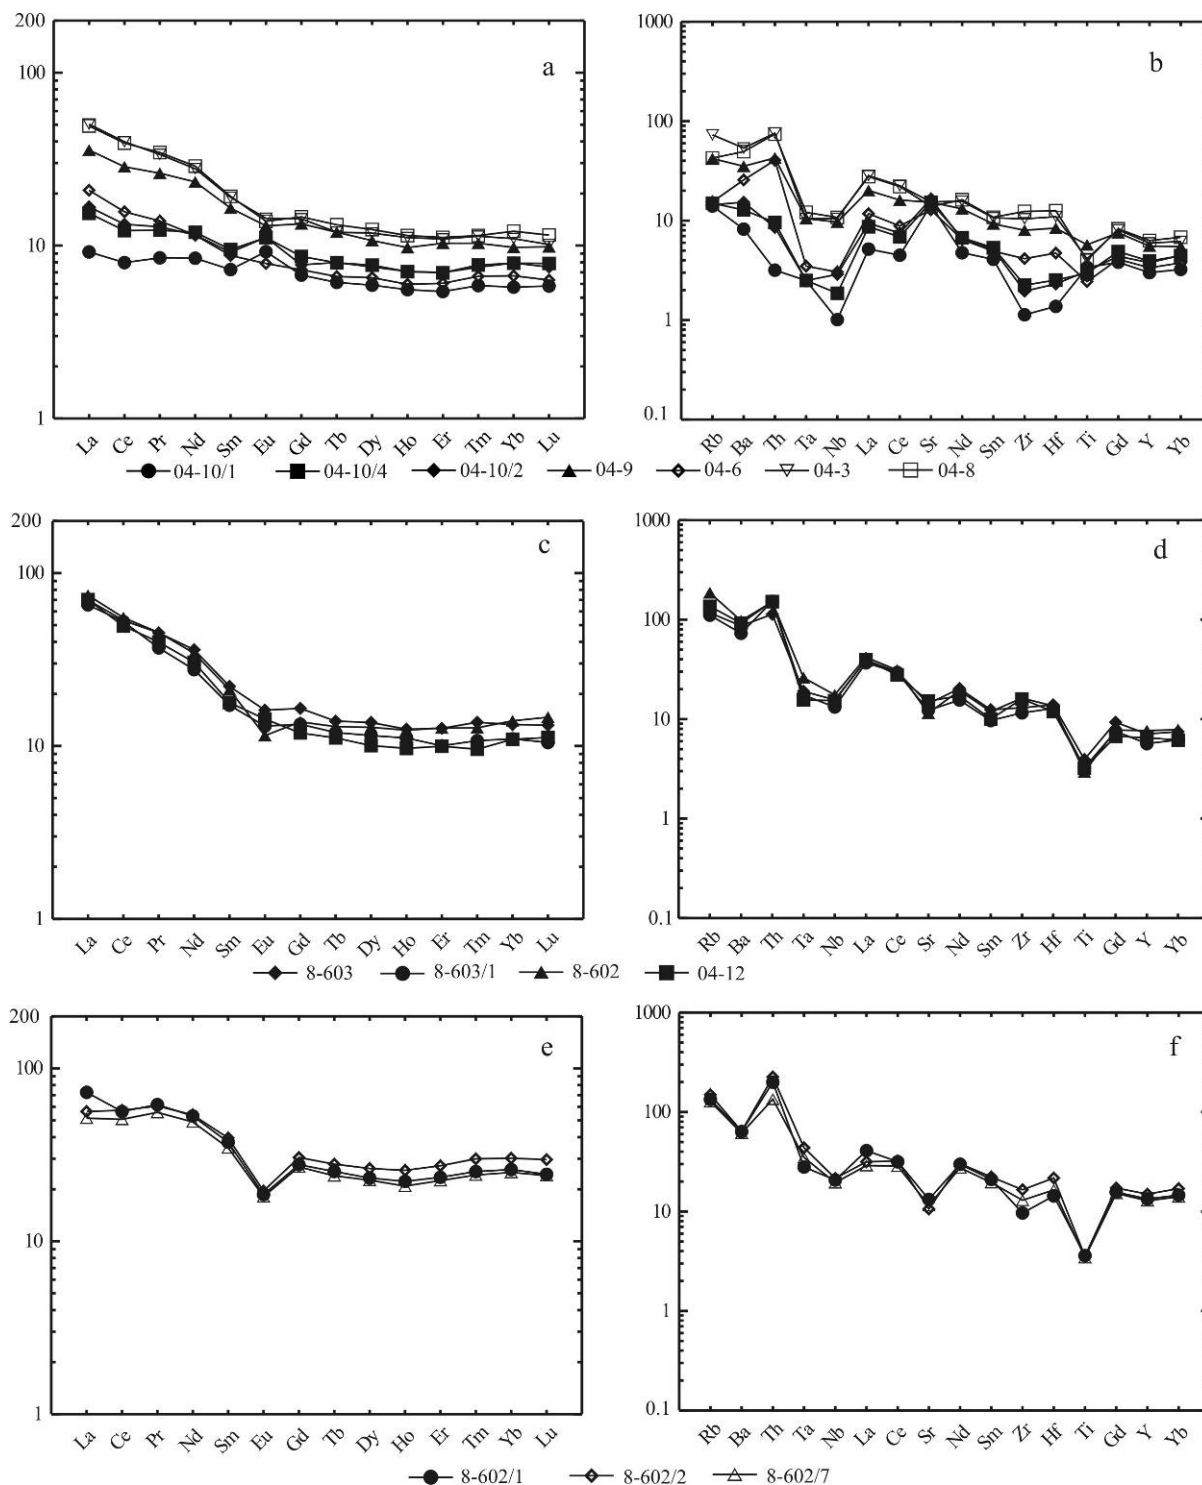 200
100
10
1
a
La Ce Pr Nd Sm Eu Gd Tb Dy Ho Er Tm Yb Lu
1000
100
10
1
0.1
b
Rb Ba Th Ta Nb La Ce Sr Nd Sm Zr Hf Ti Gd Y Yb
04-10/1 04-10/4 04-10/2 04-9 04-6 04-3 04-8
200
100
10
1
c
La Ce Pr Nd Sm Eu Gd Tb Dy Ho Er Tm Yb Lu
1000
100
10
1
0.1
d
Rb Ba Th Ta Nb La Ce Sr Nd Sm Zr Hf Ti Gd Y Yb
8-603 8-603/1 8-602 04-12
200
100
10
1
e
La Ce Pr Nd Sm Eu Gd Tb Dy Ho Er Tm Yb Lu
1000
100
10
1
0.1
f
Rb Ba Th Ta Nb La Ce Sr Nd Sm Zr Hf Ti Gd Y Yb
8-602/1 8-602/2 8-602/7